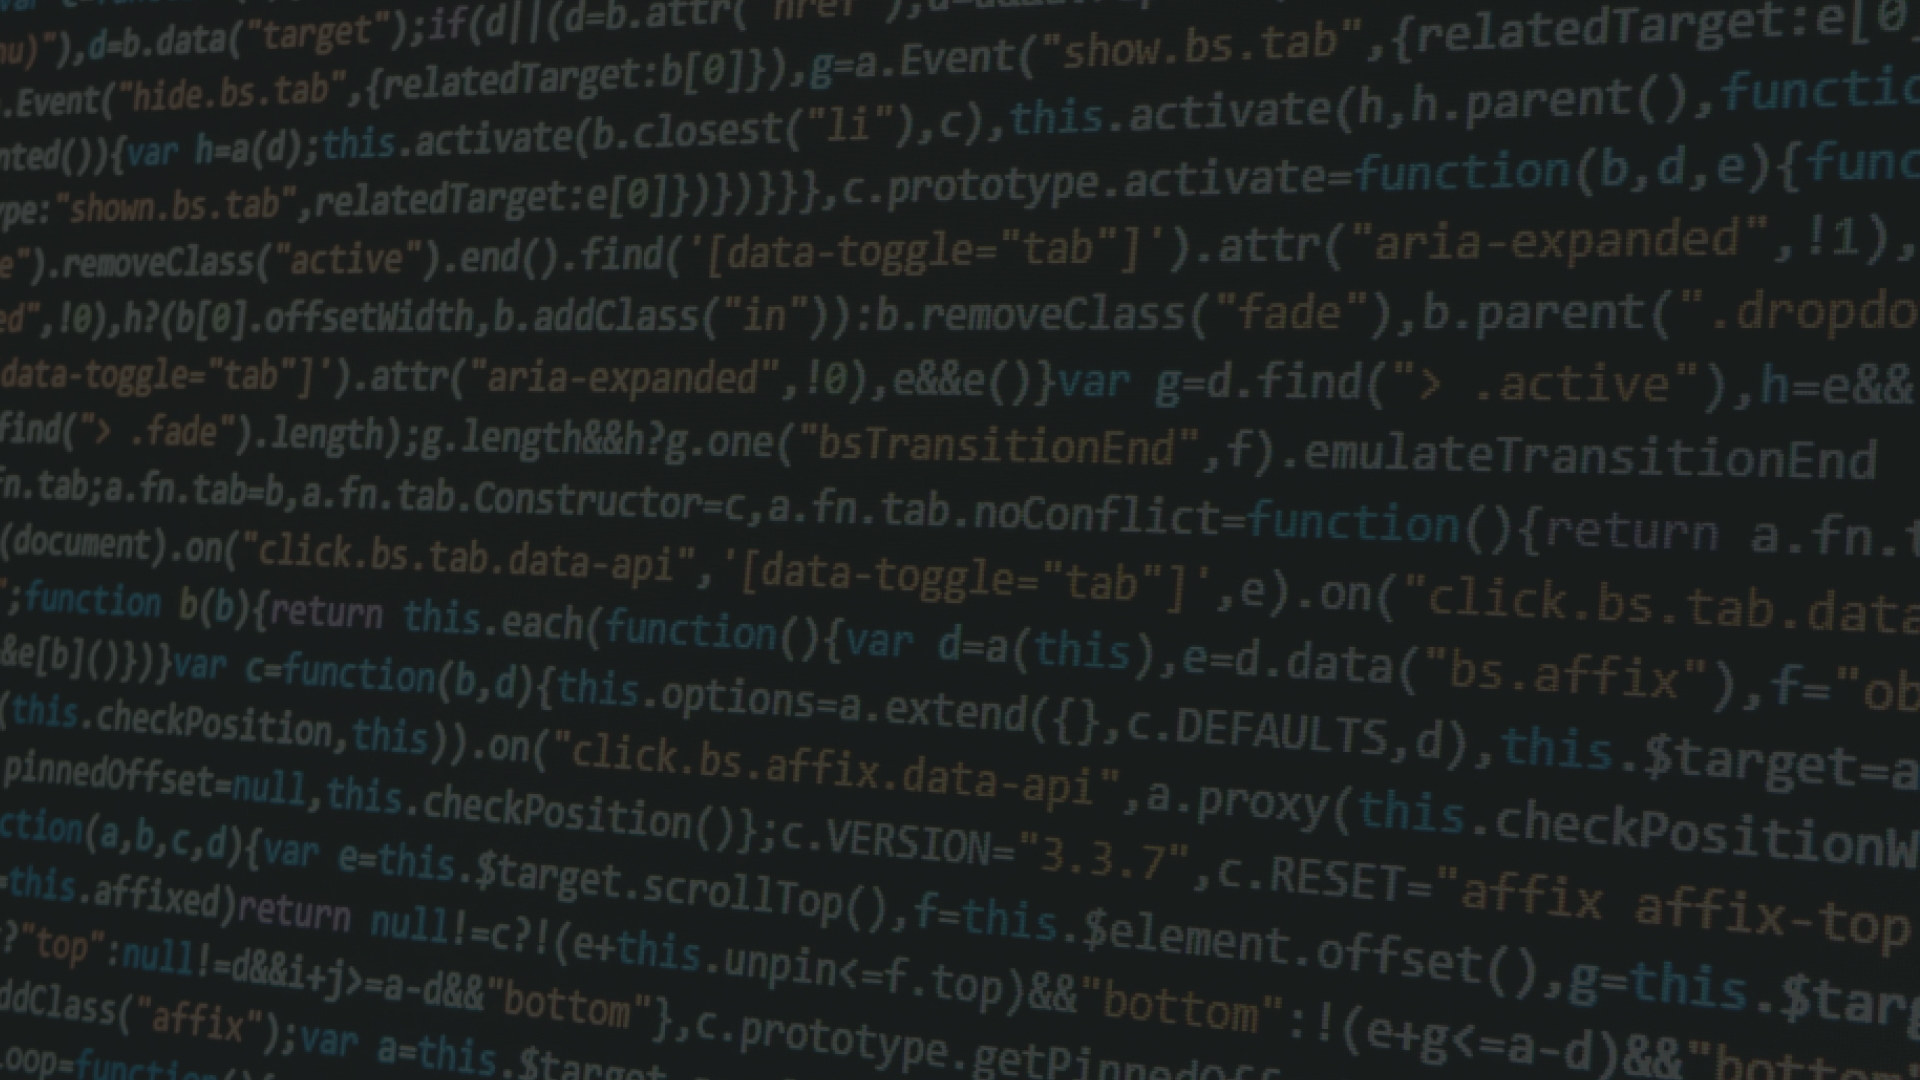 nu)"),d=b.data("target");if(d||(d=b.attr("href"),d=
.Event("hide.bs.tab",{relatedTarget:b[0]}),g=a.Event("show.bs.tab",{relatedTarget:e[0]
nted()){var h=a(d);this.activate(b.closest("li"),c),this.activate(h,h.parent(),functio
ype:"shown.bs.tab",relatedTarget:e[0]})})}}},c.prototype.activate=function(b,d,e){func
e").removeClass("active").end().find('[data-toggle="tab"]').attr("aria-expanded",!1),
ed",!0),h?(b[0].offsetWidth,b.addClass("in")):b.removeClass("fade"),b.parent(".dropdo
data-toggle="tab"]').attr("aria-expanded",!0),e&&e()}var g=d.find("> .active"),h=e&&
find("> .fade").length);g.length&&h?g.one("bsTransitionEnd",f).emulateTransitionEnd
fn.tab;a.fn.tab=b,a.fn.tab.Constructor=c,a.fn.tab.noConflict=function(){return a.fn.t
(document).on("click.bs.tab.data-api",'[data-toggle="tab"]',e).on("click.bs.tab.data
";function b(b){return this.each(function(){var d=a(this),e=d.data("bs.affix"),f="ob
&e[b]()})}var c=function(b,d){this.options=a.extend({},c.DEFAULTS,d),this.$target=a
(this.checkPosition,this)).on("click.bs.affix.data-api",a.proxy(this.checkPositionW
pinnedOffset=null,this.checkPosition()};c.VERSION="3.3.7",c.RESET="affix affix-top
ction(a,b,c,d){var e=this.$target.scrollTop(),f=this.$element.offset(),g=this.$targ
=this.affixed)return null!=c?!(e+this.unpin<=f.top)&&"bottom":!(e+g<=a-d)&&"bottom"
?"top":null!=d&&i+j>=a-d&&"bottom"},c.prototype.getPinnedOff
ddClass("affix");var a=this.$target
oop=function(){